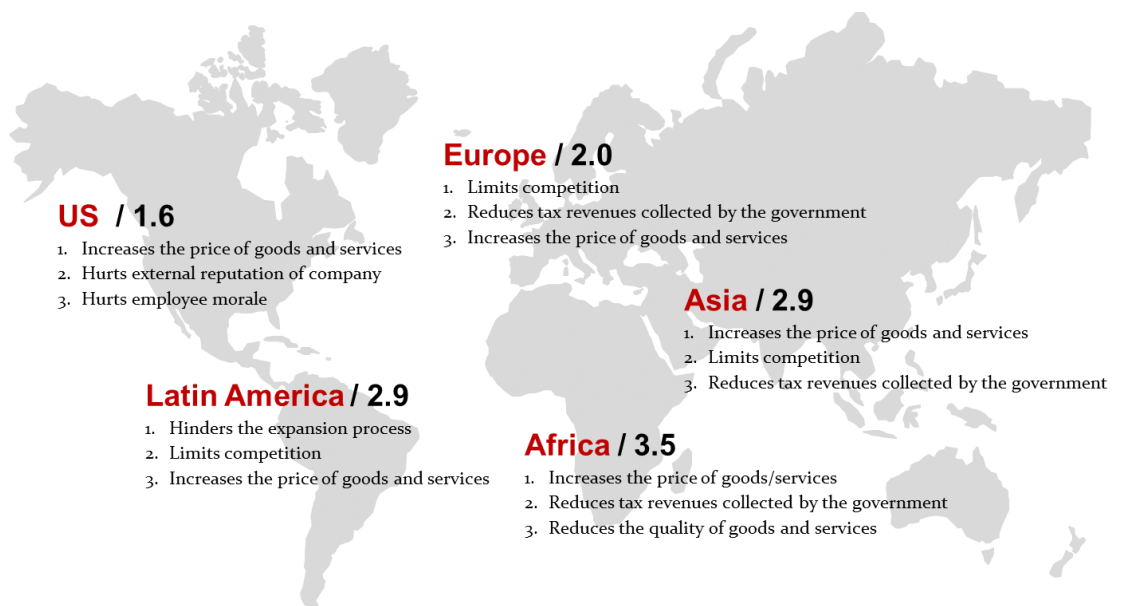 Europe / 2.0
1. Limits competition
2. Reduces tax revenues collected by the government
3. Increases the price of goods and services
US / 1.6
1. Increases the price of goods and services
2. Hurts external reputation of company
3. Hurts employee morale
Asia / 2.9
1. Increases the price of goods and services
2. Limits competition
3. Reduces tax revenues collected by the government
Latin America / 2.9
1. Hinders the expansion process
2. Limits competition
3. Increases the price of goods and services
Africa / 3.5
1. Increases the price of goods/services
2. Reduces tax revenues collected by the government
3. Reduces the quality of goods and services